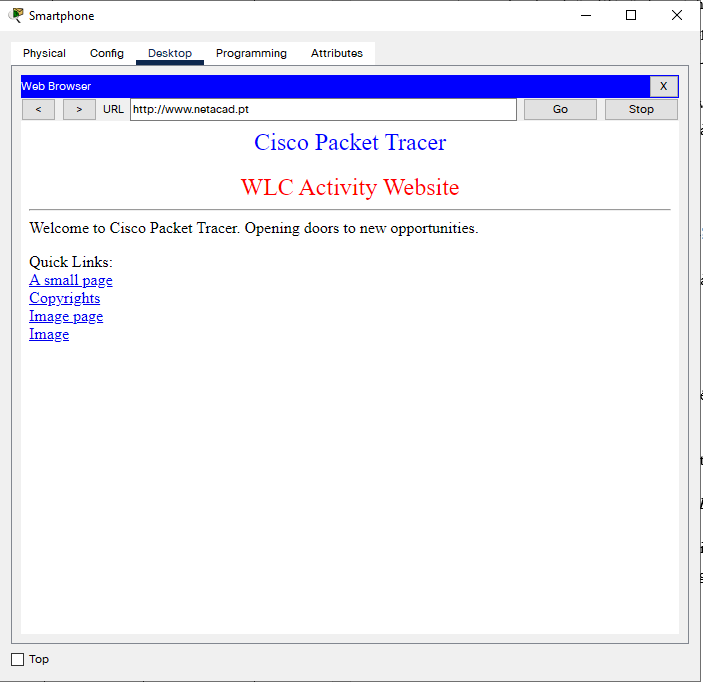 Smartphone
Physical Config Desktop Programming Attributes
Web Browser X
< > URL http://www.netacad.pt Go Stop
Cisco Packet Tracer
WLC Activity Website
Welcome to Cisco Packet Tracer. Opening doors to new opportunities.
Quick Links:
A small page
Copyrights
Image page
Image
Top